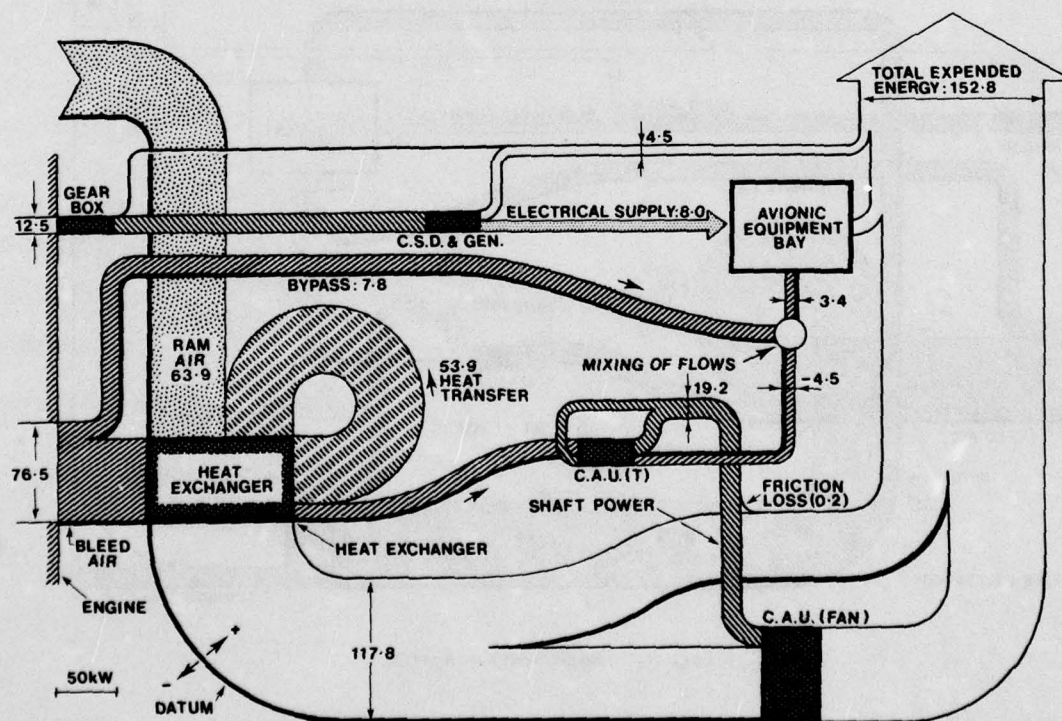 TOTAL EXPENDED
ENERGY:152·8
4·5
GEAR
BOX
12·5
ELECTRICAL SUPPLY:8·0
C.S.D. & GEN.
AVIONIC
EQUIPMENT
BAY
BYPASS : 7·8
3·4
RAM
AIR
63·9
MIXING OF FLOWS
53·9
HEAT
TRANSFER
19·2
-4·5
76·5
HEAT
EXCHANGER
C.A.U.(T)
SHAFT POWER
FRICTION
LOSS(0·2)
BLEED
AIR
HEAT EXCHANGER
ENGINE
C.A.U. (FAN)
117·8
+
-
50kW
DATUM